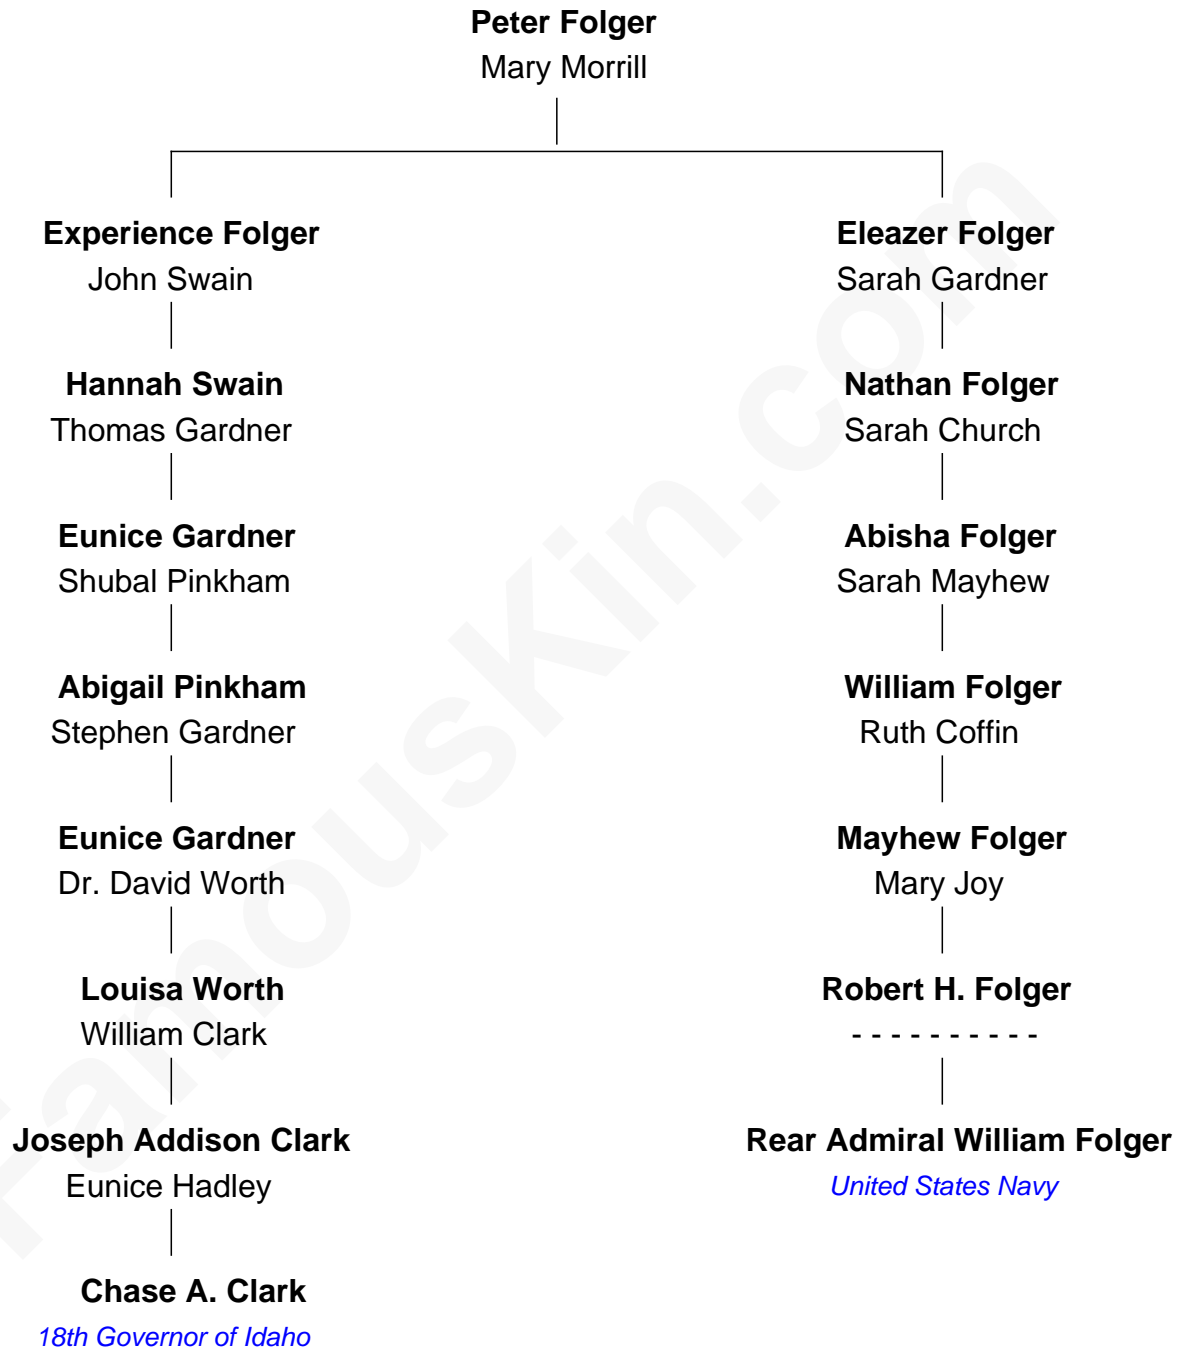 Peter Folger
Mary Morrill
Experience Folger
John Swain
Eleazer Folger
Sarah Gardner
Hannah Swain
Thomas Gardner
Nathan Folger
Sarah Church
Eunice Gardner
Shubal Pinkham
Abisha Folger
Sarah Mayhew
Abigail Pinkham
Stephen Gardner
William Folger
Ruth Coffin
Eunice Gardner
Dr. David Worth
Mayhew Folger
Mary Joy
Louisa Worth
William Clark
Robert H. Folger
- - - - - - - - - -
Joseph Addison Clark
Eunice Hadley
Rear Admiral William Folger
United States Navy
Chase A. Clark
18th Governor of Idaho
FamousKin.com